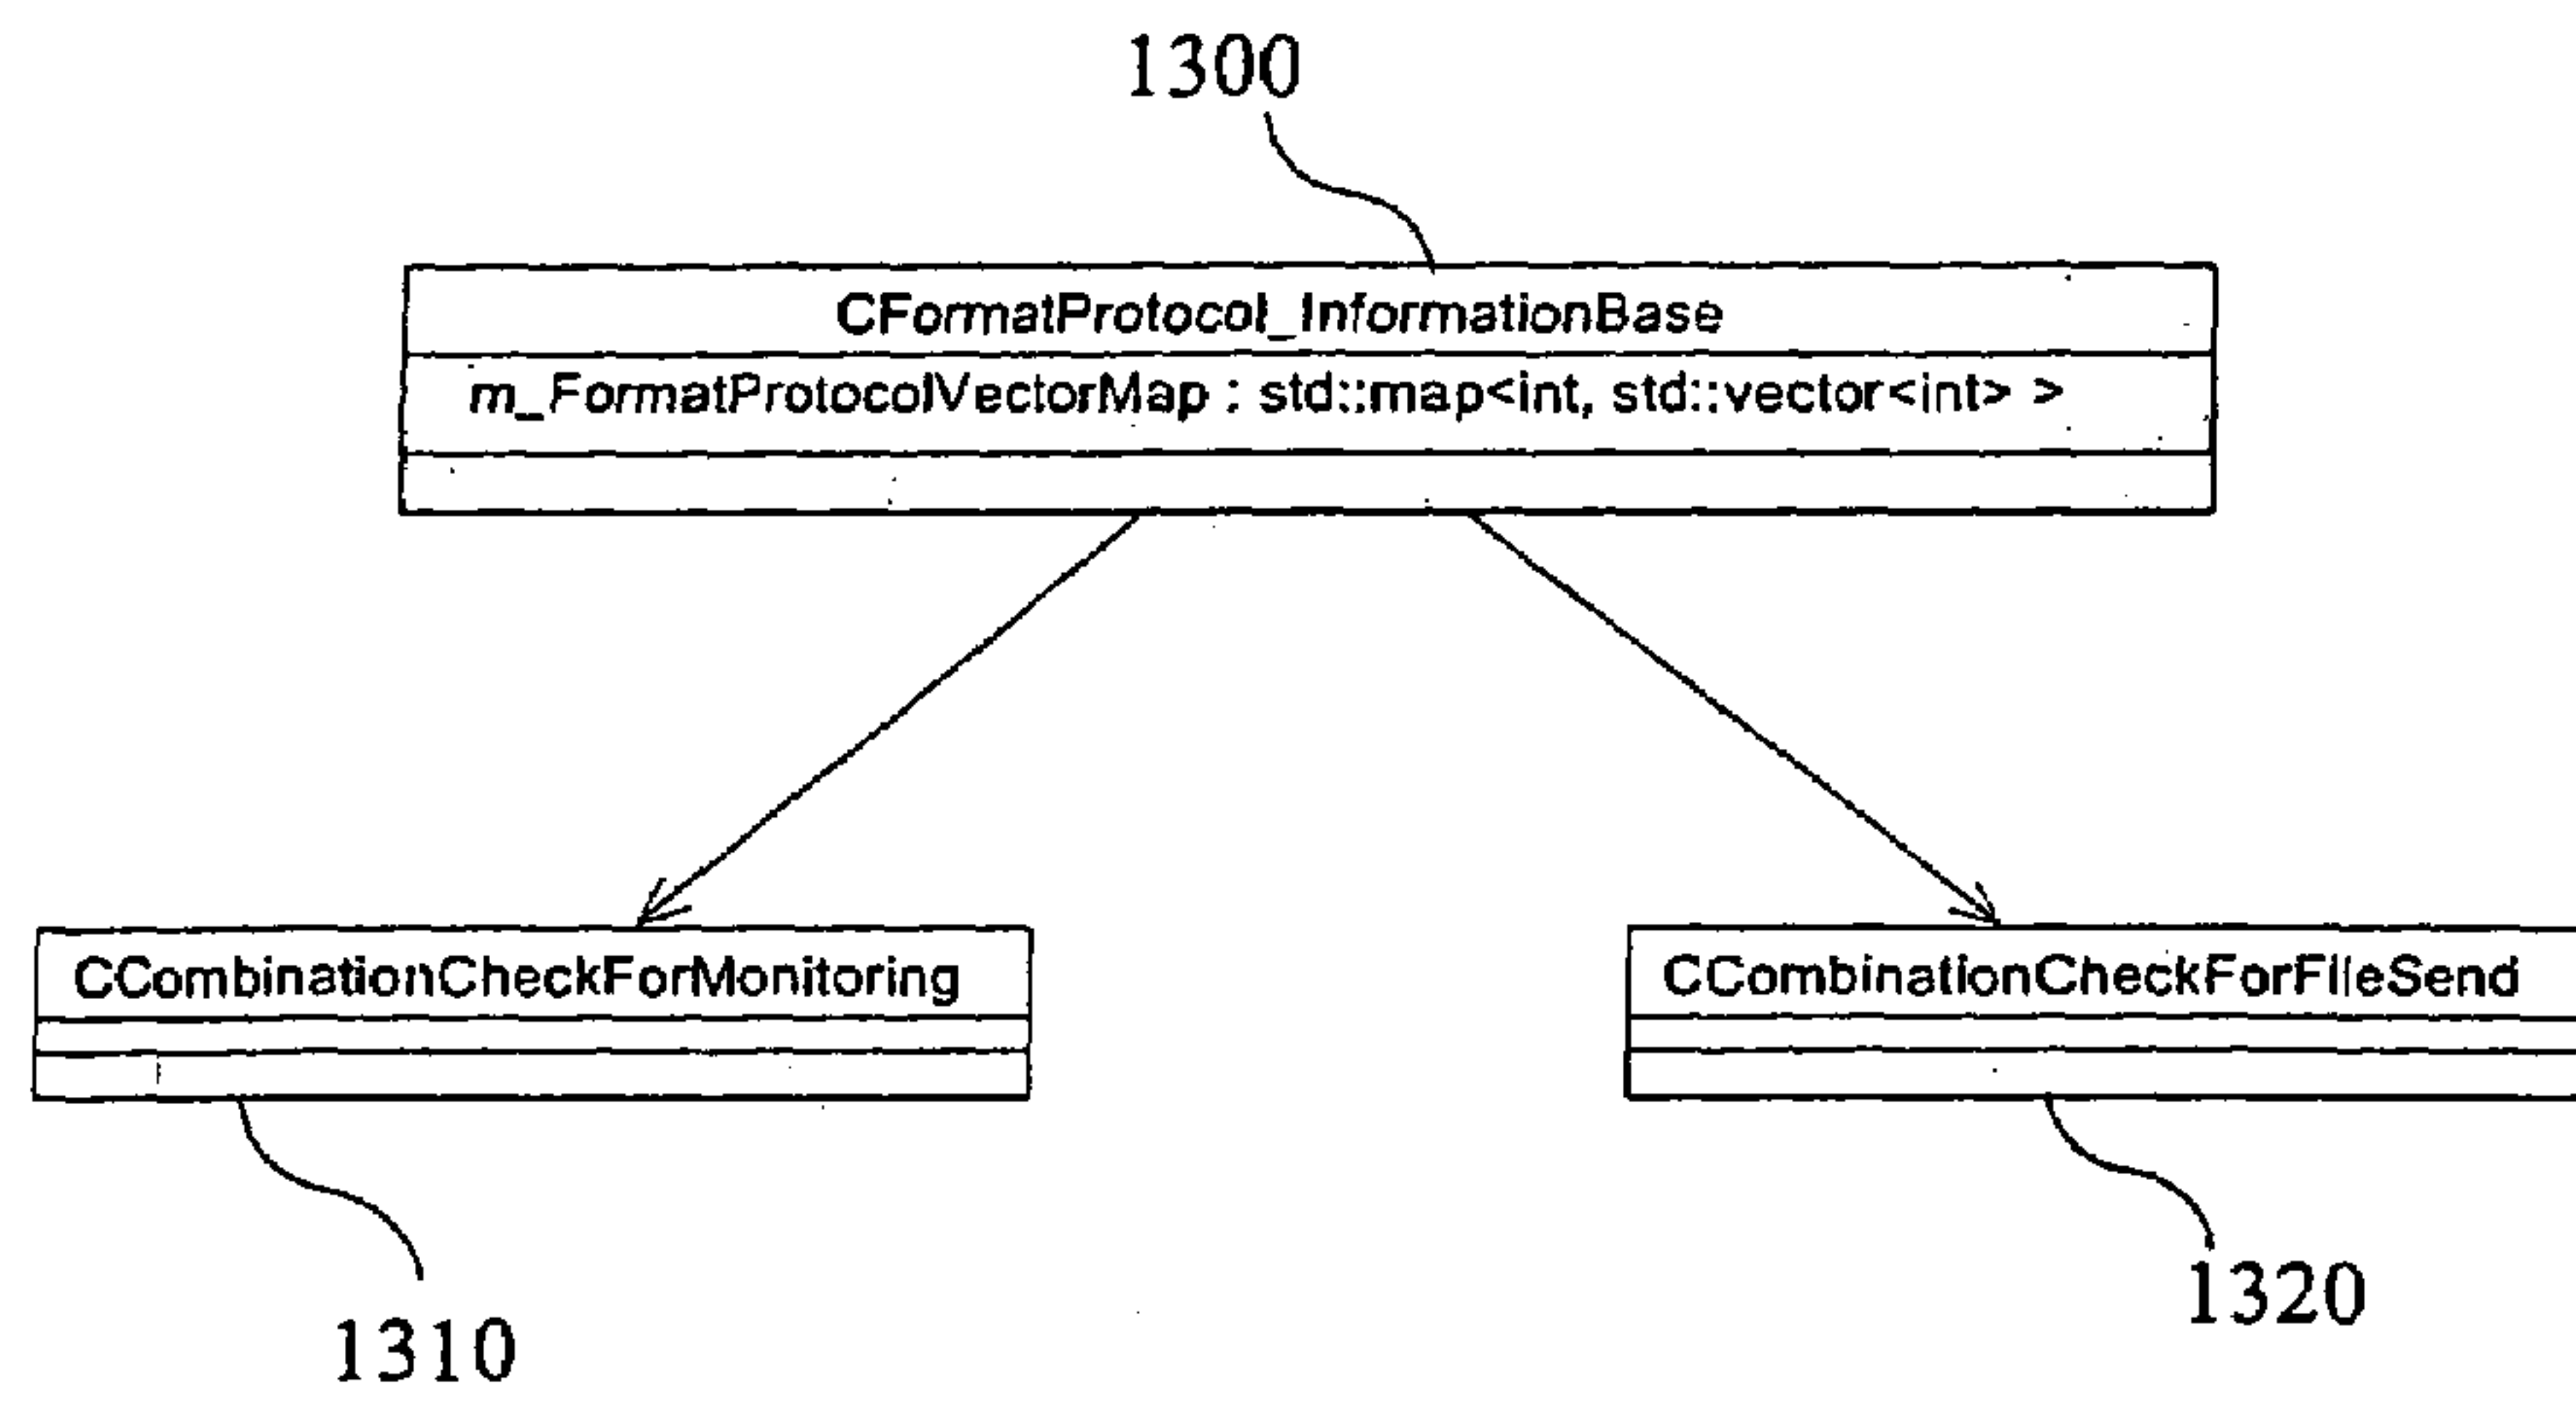 1300
CFormatProtocol_InformationBase
m_FormatProtocolVectorMap : std::map<int, std::vector<int> >
CCombinationCheckForMonitoring
CCombinationCheckForFileSend
1310
1320